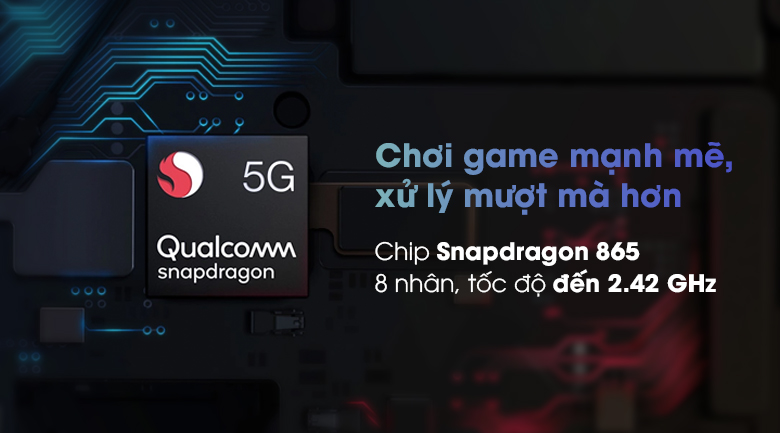 5G
Qualcomm
snapdragon
Chơi game mạnh mẽ,
xử lý mượt mà hơn
Chip Snapdragon 865
8 nhân, tốc độ đến 2.42 GHz